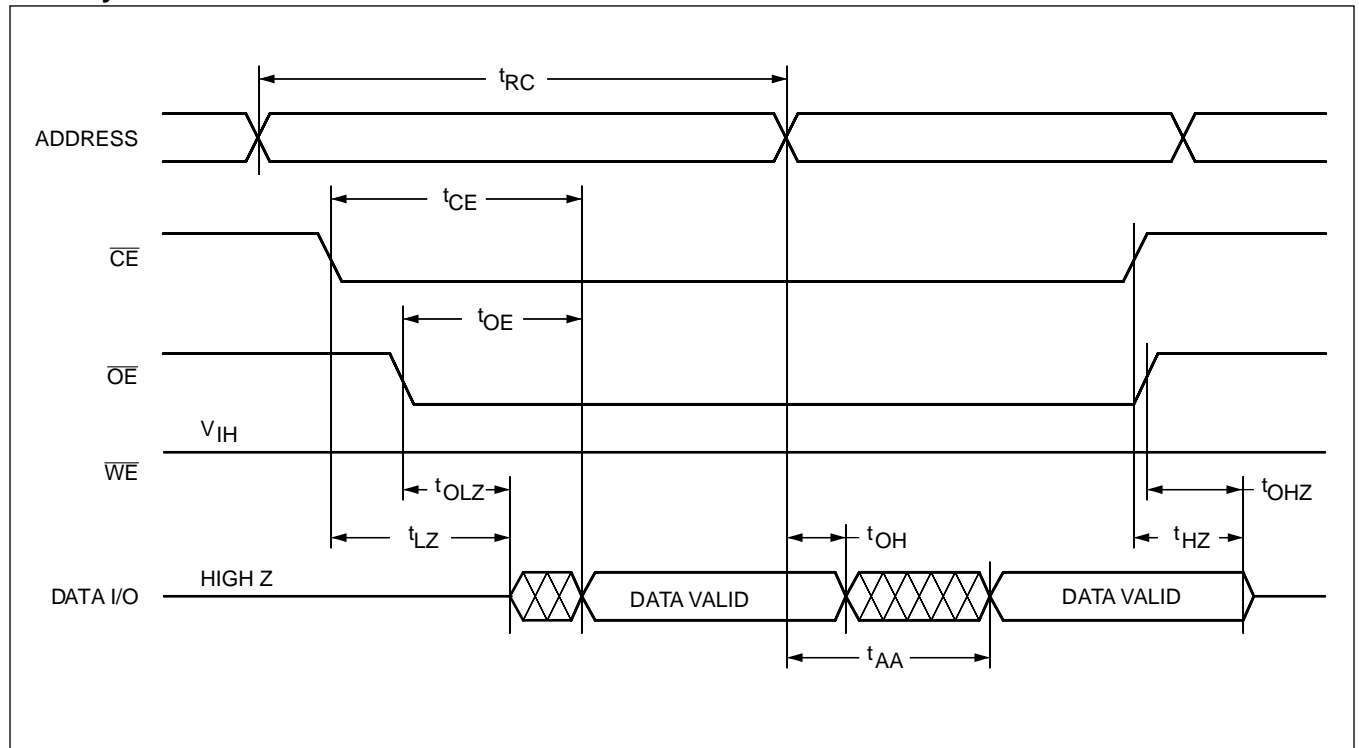 tRC
ADDRESS
tCE
CE
tOE
OE
VIH
WE
tOLZ
tOHZ
tLZ
tOH
tHZ
HIGH Z
DATA I/O
DATA VALID
DATA VALID
tAA